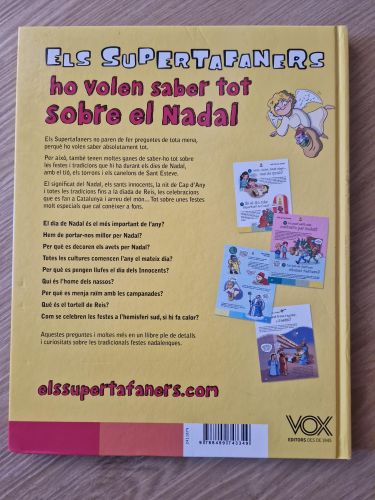 ELS SUPERTAFANERS
ho volen saber tot
sobre el Nadal
Els Supertafaners no paren de fer preguntes de tota mena,
perquè ho volen saber absolutament tot.
Per això, també tenen moltes ganes de saber-ho tot sobre
les festes i tradicions que hi ha durant els dies de Nadal,
amb el tió, els torrons i els canelons de Sant Esteve.
El significat del Nadal, els sants innocents, la nit de Cap d'Any
i totes les tradicions fins a la diada de Reis, les celebracions
que es fan a Catalunya i arreu del món... Tot sobre unes festes
molt especials que cal conèixer a fons.
El dia de Nadal és el més important de l'any?
Hem de portar-nos millor per Nadal?
Per què es decoren els avets per Nadal?
Totes les cultures comencen l'any el mateix dia?
Per què es pengen llufes el dia dels Innocents?
Qui és l'home dels nassos?
Per què es menja raïm amb les campanades?
Què és el tortell de Reis?
Com se celebren les festes a l'hemisferi sud, si hi fa calor?
Aquestes preguntes i moltes més en un llibre ple de detalls
i curiositats sobre les tradicionals festes nadalenques.
elssupertafaners.com
VOX
EDITORS DES DE 1945